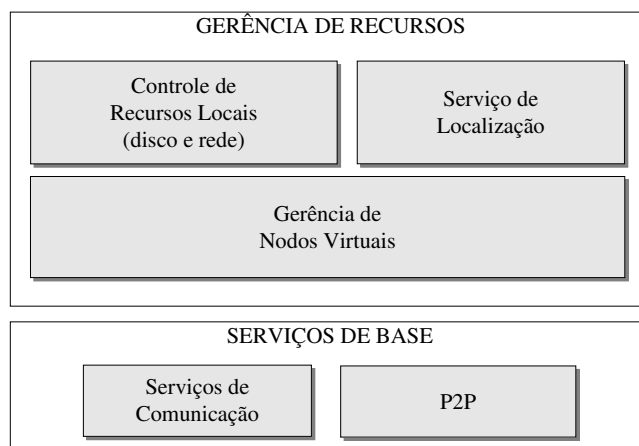 GERÊNCIA DE RECURSOS
Controle de
Recursos Locais
(disco e rede)
Serviço de
Localização
Gerência de
Nodos Virtuais
SERVIÇOS DE BASE
Serviços de
Comunicação
P2P